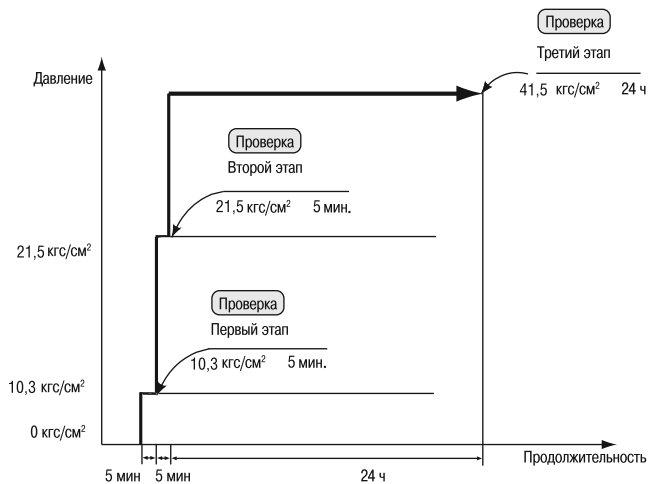 Проверка
Третий этап
Давление
41,5 кгс/см² 24 ч
Проверка
Второй этап
21,5 кгс/см² 5 мин.
21,5 кгс/см²
Проверка
Первый этап
10,3 кгс/см² 5 мин.
10,3 кгс/см²
0 кгс/см²
Продолжительность
5 мин 5 мин 24 ч